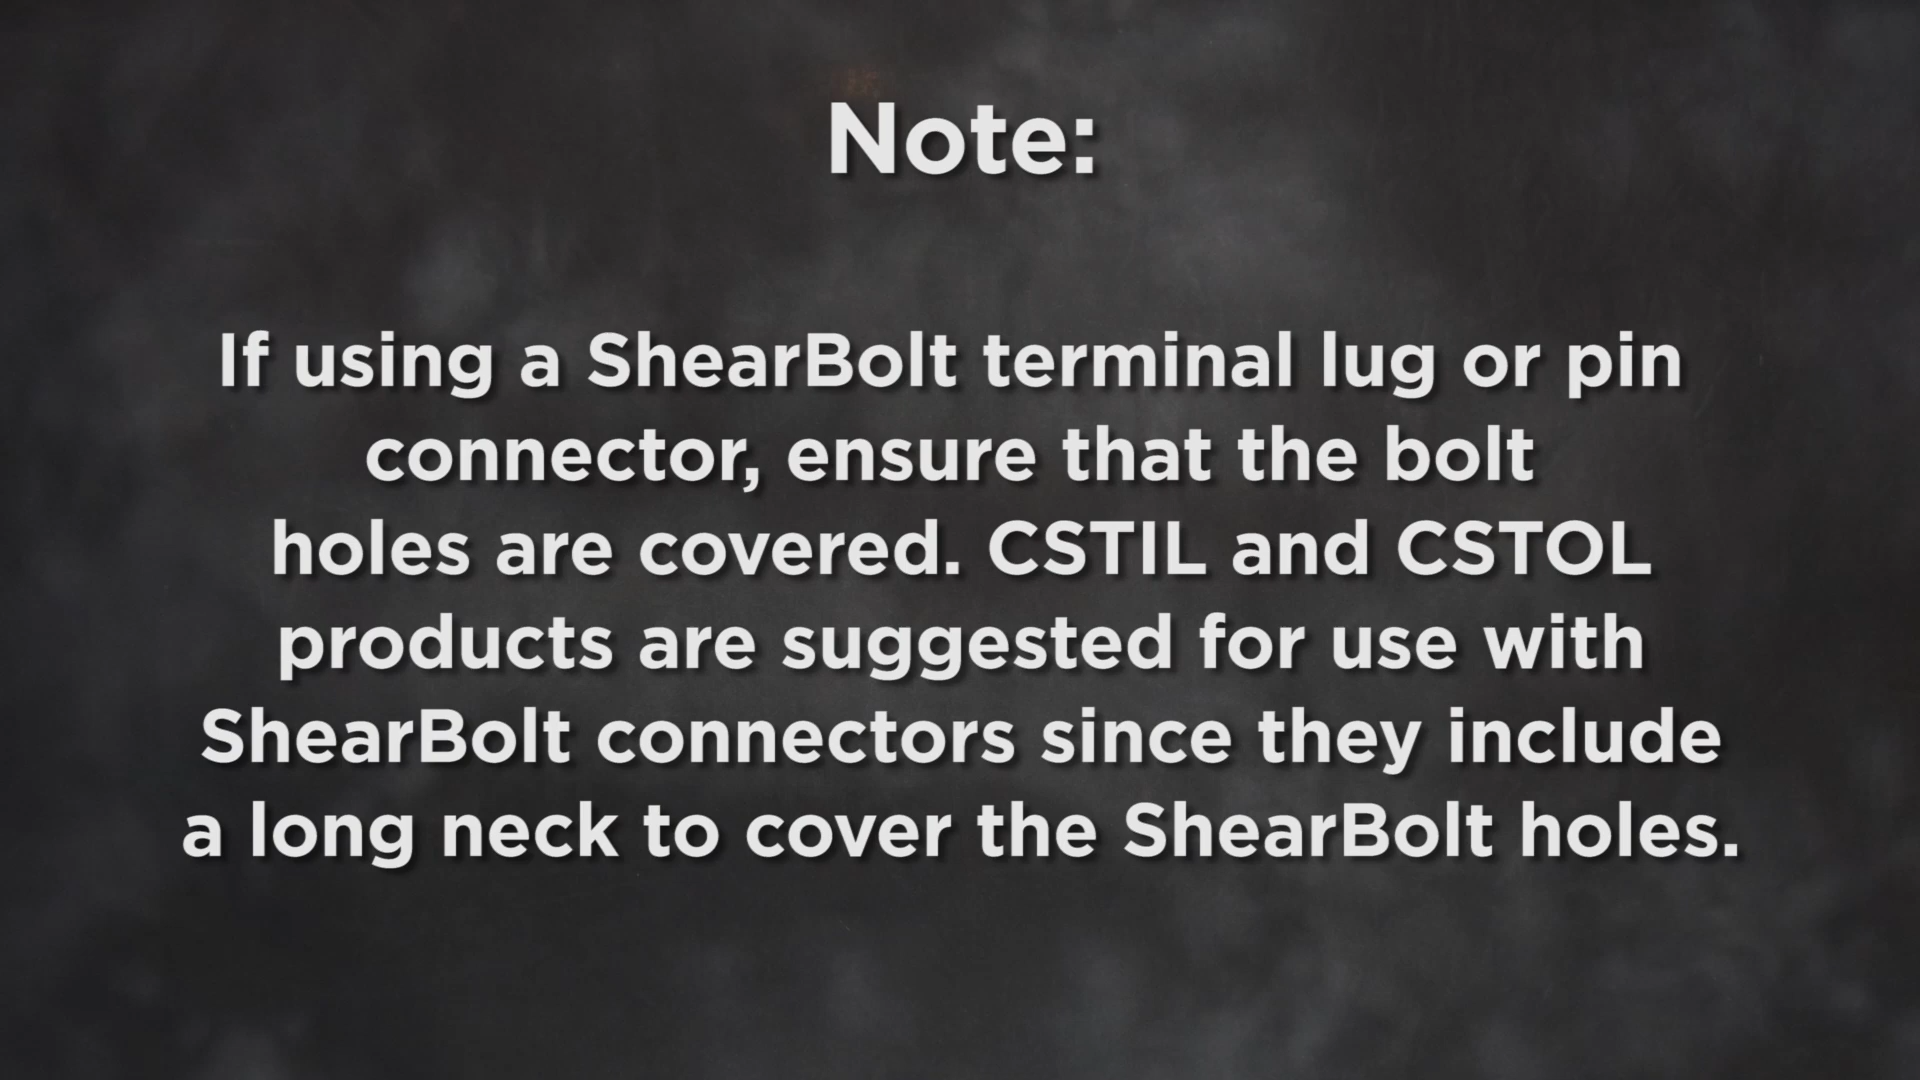 Note:
If using a ShearBolt terminal lug or pin
connector, ensure that the bolt
holes are covered. CSTIL and CSTOL
products are suggested for use with
ShearBolt connectors since they include
a long neck to cover the ShearBolt holes.